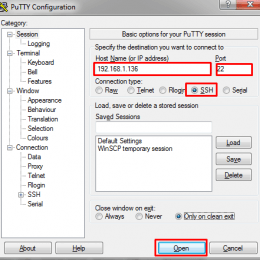 PuTTY Configuration
Category:
Session
Logging
Terminal
Keyboard
Bell
Features
Window
Appearance
Behaviour
Translation
Selection
Colours
Connection
Data
Proxy
Telnet
Rlogin
SSH
Serial
Basic options for your PuTTY session
Specify the destination you want to connect to
Host Name (or IP address) Port
192.168.1.136 22
Connection type:
Raw Telnet Rlogin SSH Serial
Load, save or delete a stored session
Saved Sessions
Default Settings
WinSCP temporary session
Load
Save
Delete
Close window on exit:
Always Never Only on clean exit
About Help Open Cancel